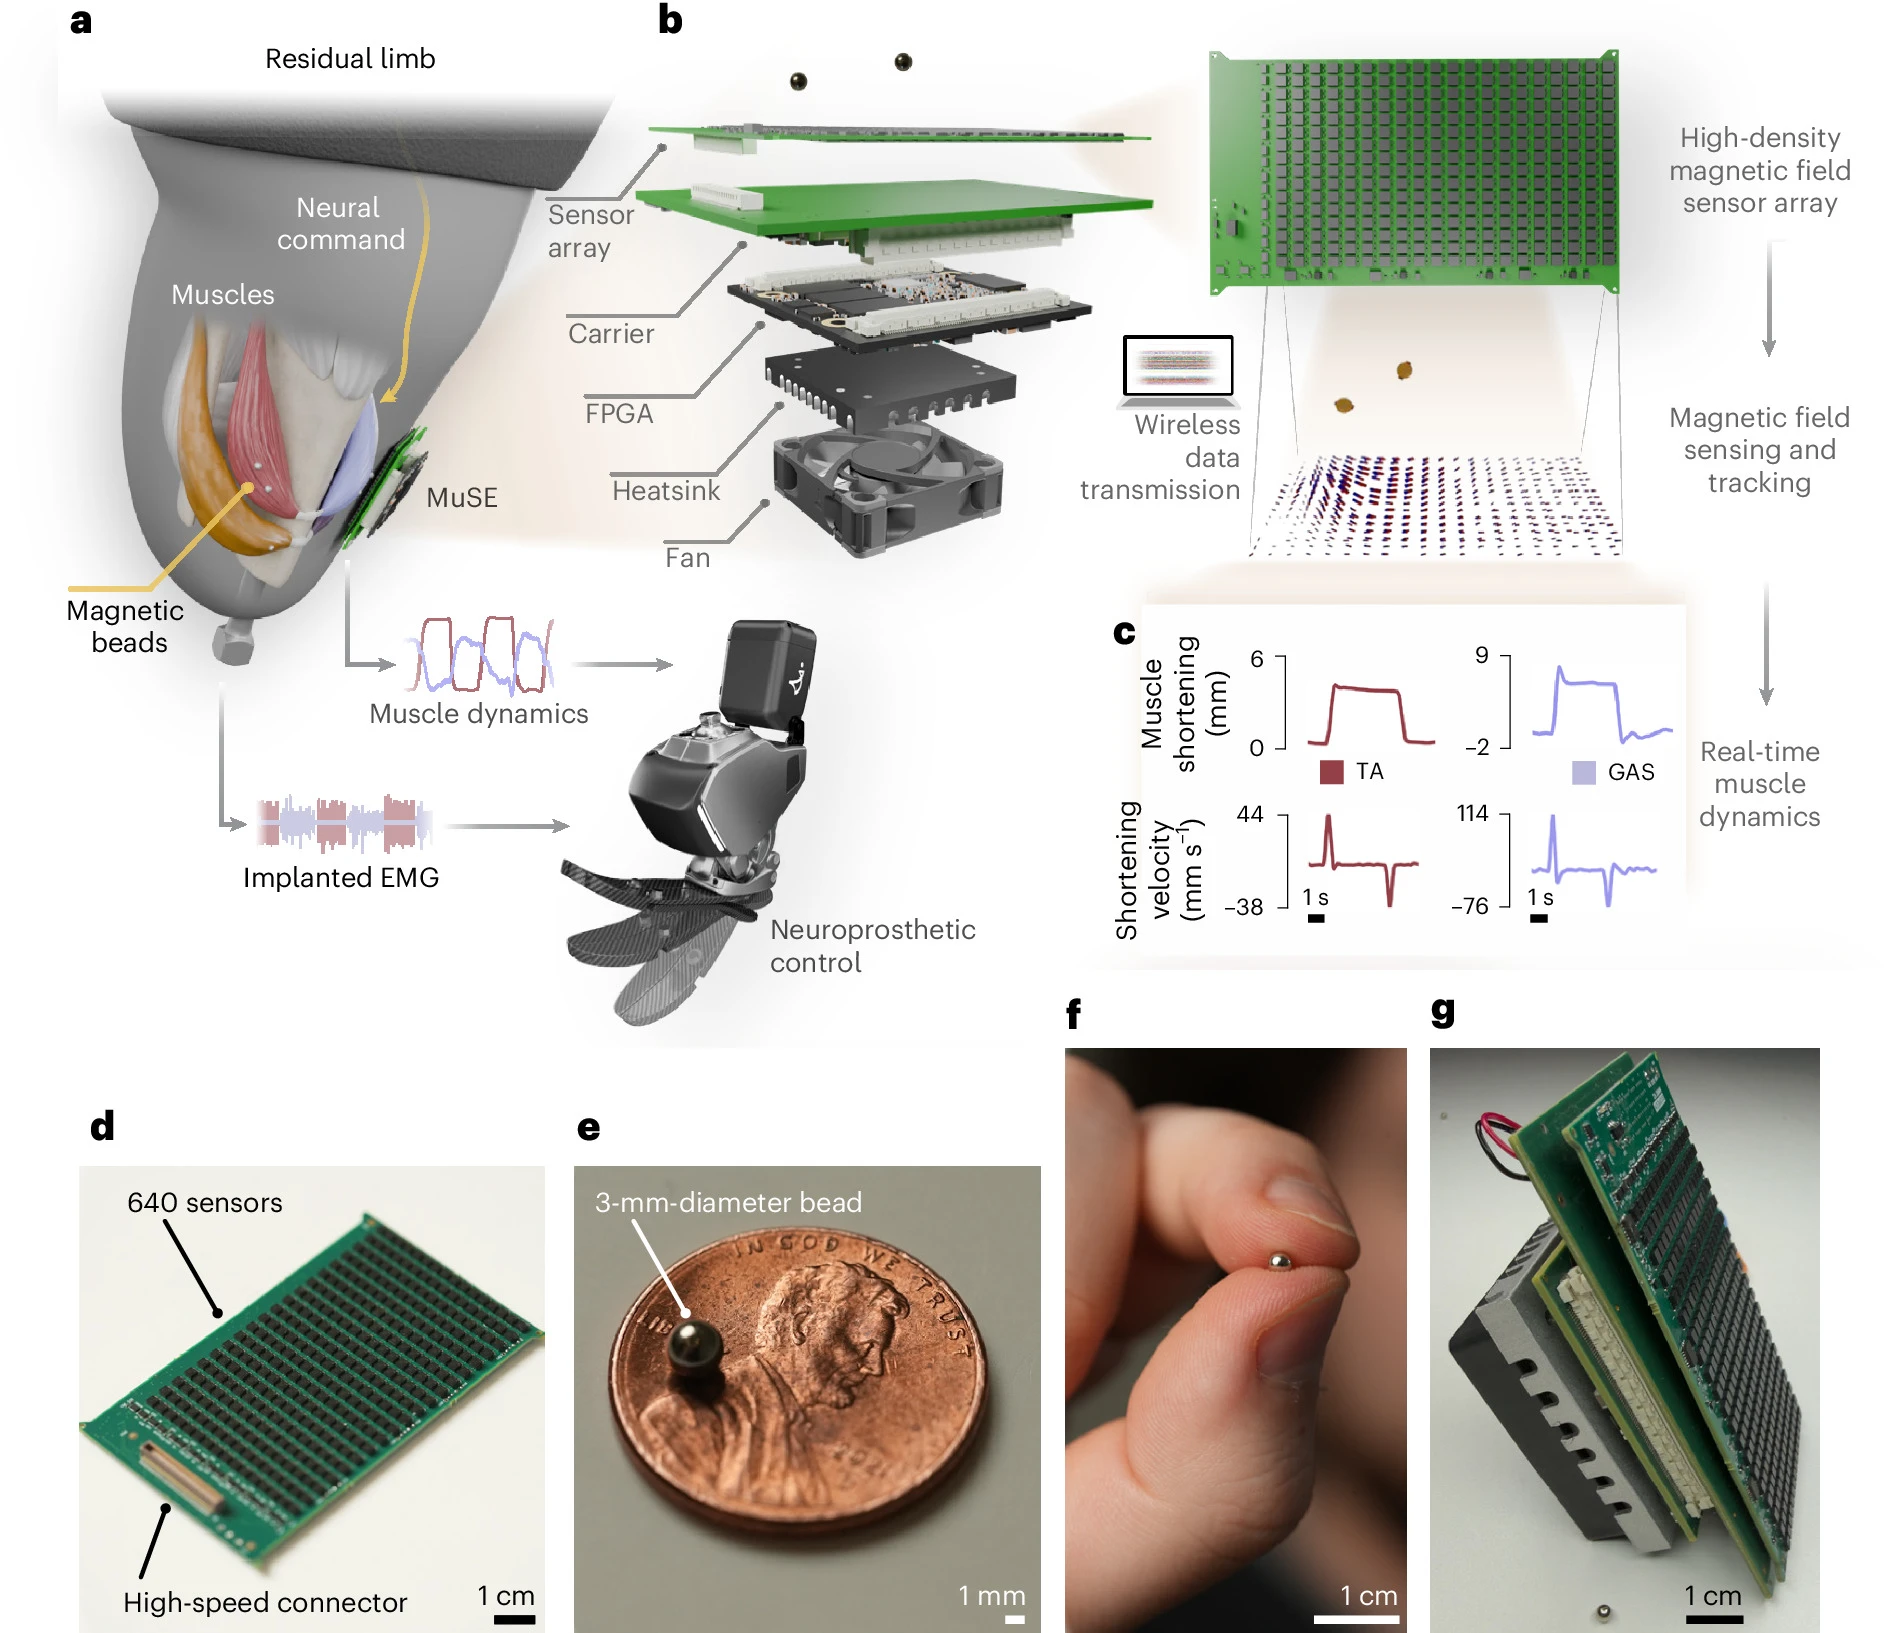 a
Residual limb
Neural
command
Muscles
MuSE
Magnetic
beads
Muscle dynamics
Implanted EMG
Neuroprosthetic
control
b
Sensor
array
Carrier
FPGA
Heatsink
Fan
Wireless
data
transmission
High-density
magnetic field
sensor array
Magnetic field
sensing and
tracking
Real-time
muscle
dynamics
c
Muscle
shortening
(mm)
6
0
9
–2
TA
GAS
Shortening
velocity
(mm s⁻¹)
44
–38
1 s
114
–76
1 s
d
640 sensors
High-speed connector
1 cm
e
3-mm-diameter bead
IN GOD WE TRUST
LIB
1 mm
f
1 cm
g
1 cm